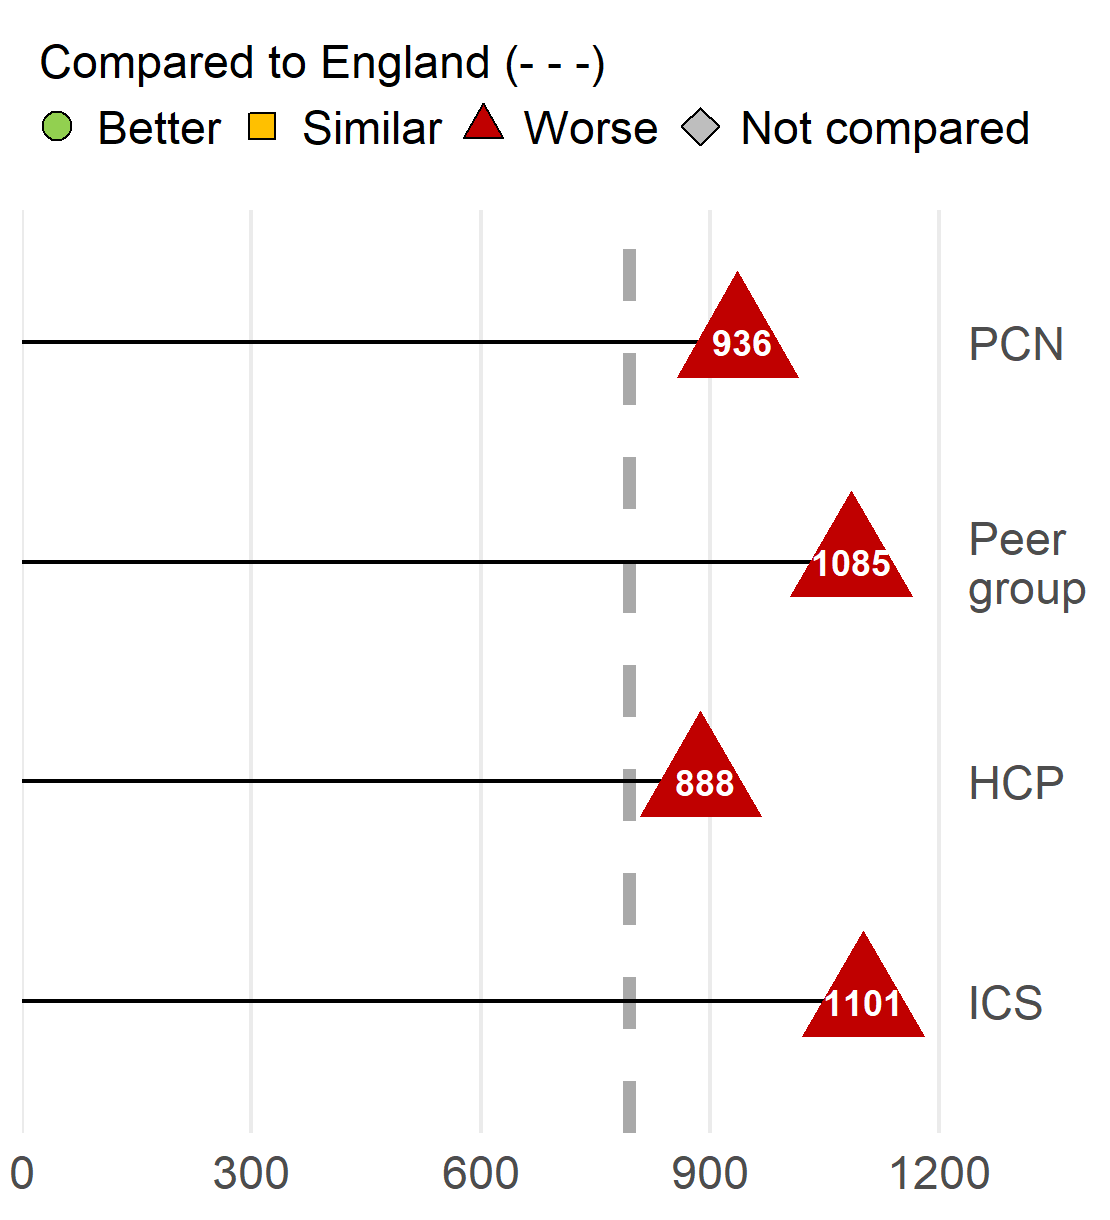 Compared to England (- - -)
Better Similar Worse Not compared
936 PCN
1085 Peer
group
888 HCP
1101 ICS
0 300 600 900 1200